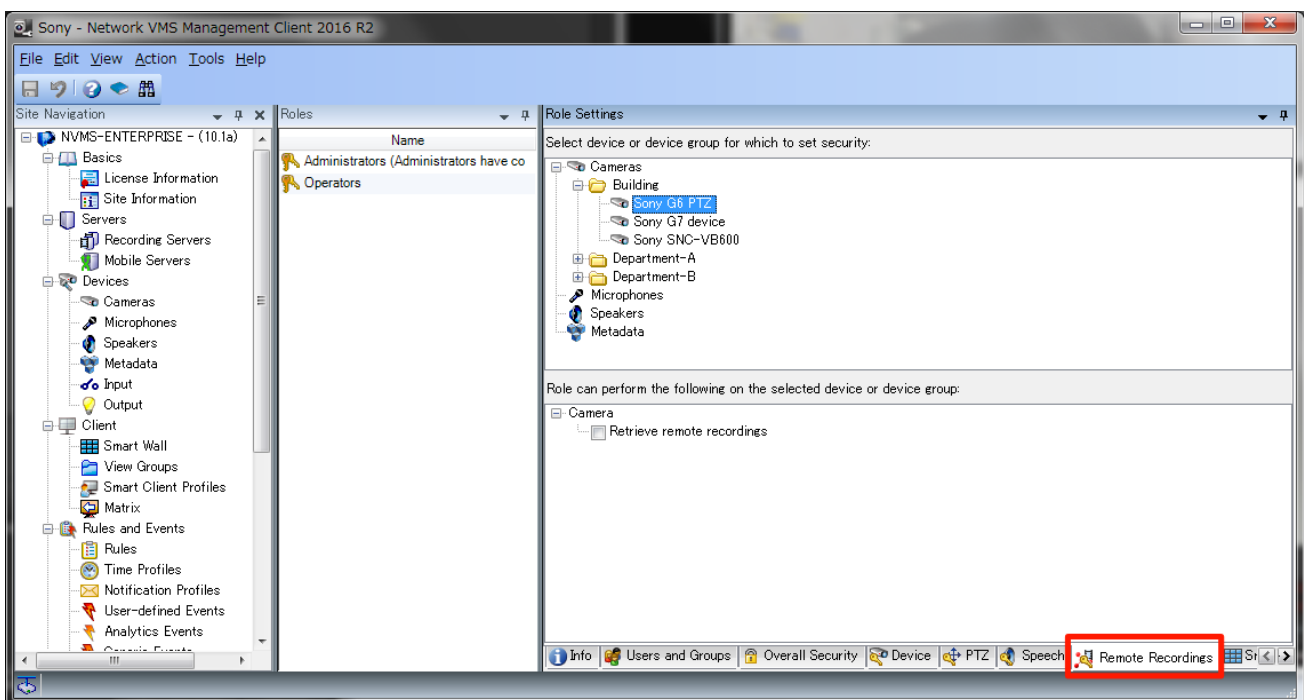 Sony - Network VMS Management Client 2016 R2
File Edit View Action Tools Help
Site Navigation
NVMS-ENTERPRISE - (10.1a)
Basics
License Information
Site Information
Servers
Recording Servers
Mobile Servers
Devices
Cameras
Microphones
Speakers
Metadata
Input
Output
Client
Smart Wall
View Groups
Smart Client Profiles
Matrix
Rules and Events
Rules
Time Profiles
Notification Profiles
User-defined Events
Analytics Events
Roles
Name
Administrators (Administrators have co
Operators
Role Settings
Select device or device group for which to set security:
Cameras
Building
Sony G6 PTZ
Sony G7 device
Sony SNC-VB600
Department-A
Department-B
Microphones
Speakers
Metadata
Role can perform the following on the selected device or device group:
Camera
Retrieve remote recordings
Info Users and Groups Overall Security Device PTZ Speech Remote Recordings